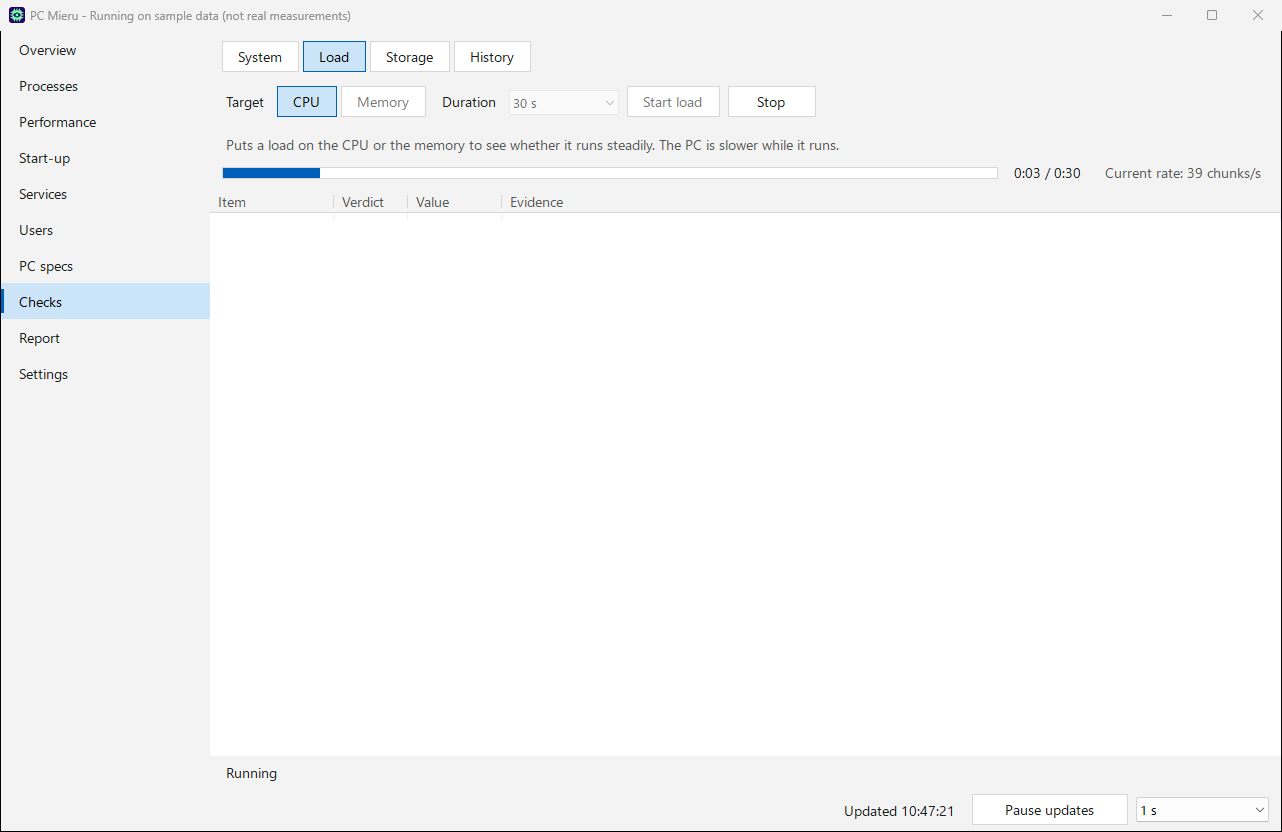 PC Mieru - Running on sample data (not real measurements)
Overview
Processes
Performance
Start-up
Services
Users
PC specs
Checks
Report
Settings
System Load Storage History
Target CPU Memory Duration 30 s Start load Stop
Puts a load on the CPU or the memory to see whether it runs steadily. The PC is slower while it runs.
0:03 / 0:30 Current rate: 39 chunks/s
Item Verdict Value Evidence
Running
Updated 10:47:21 Pause updates 1 s